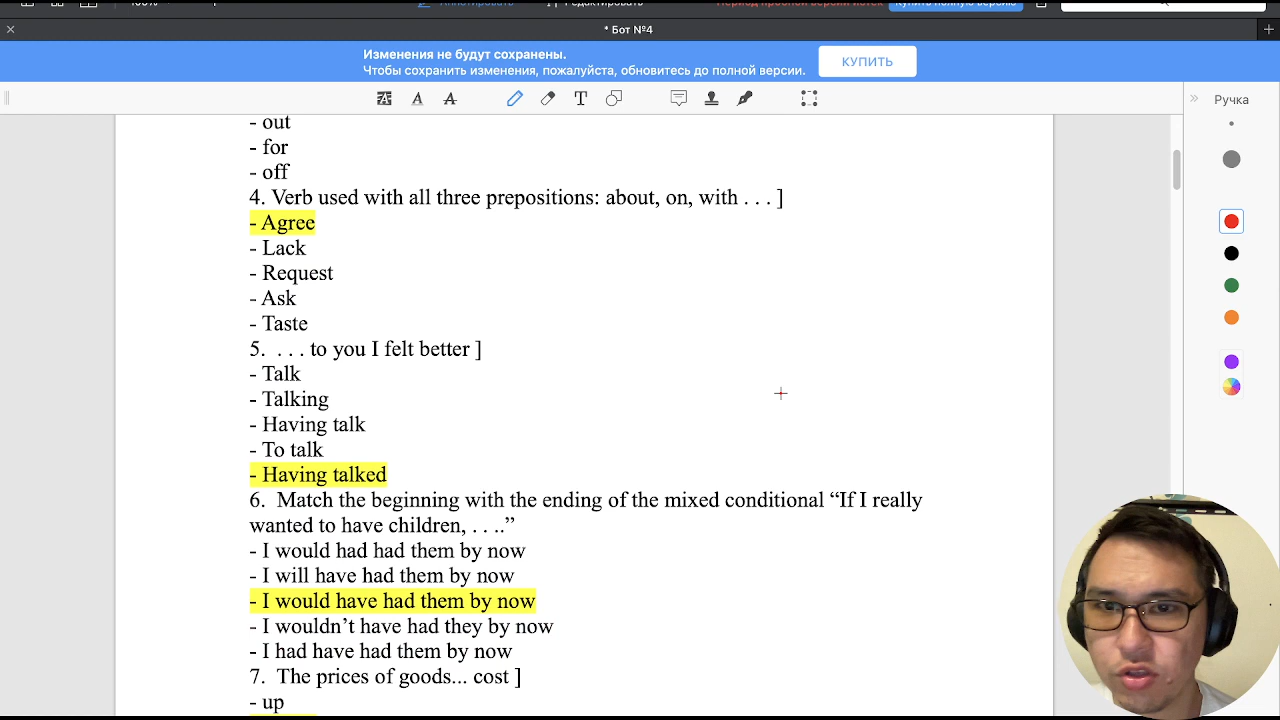 * Бот №4
Изменения не будут сохранены.
Чтобы сохранить изменения, пожалуйста, обновитесь до полной версии.
КУПИТЬ
Ручка
- out
- for
- off
4. Verb used with all three prepositions: about, on, with . . . ]
- Agree
- Lack
- Request
- Ask
- Taste
5. . . . to you I felt better ]
- Talk
- Talking
- Having talk
- To talk
- Having talked
6. Match the beginning with the ending of the mixed conditional “If I really
wanted to have children, . . ..”
- I would had had them by now
- I will have had them by now
- I would have had them by now
- I wouldn’t have had they by now
- I had have had them by now
7. The prices of goods... cost ]
- up